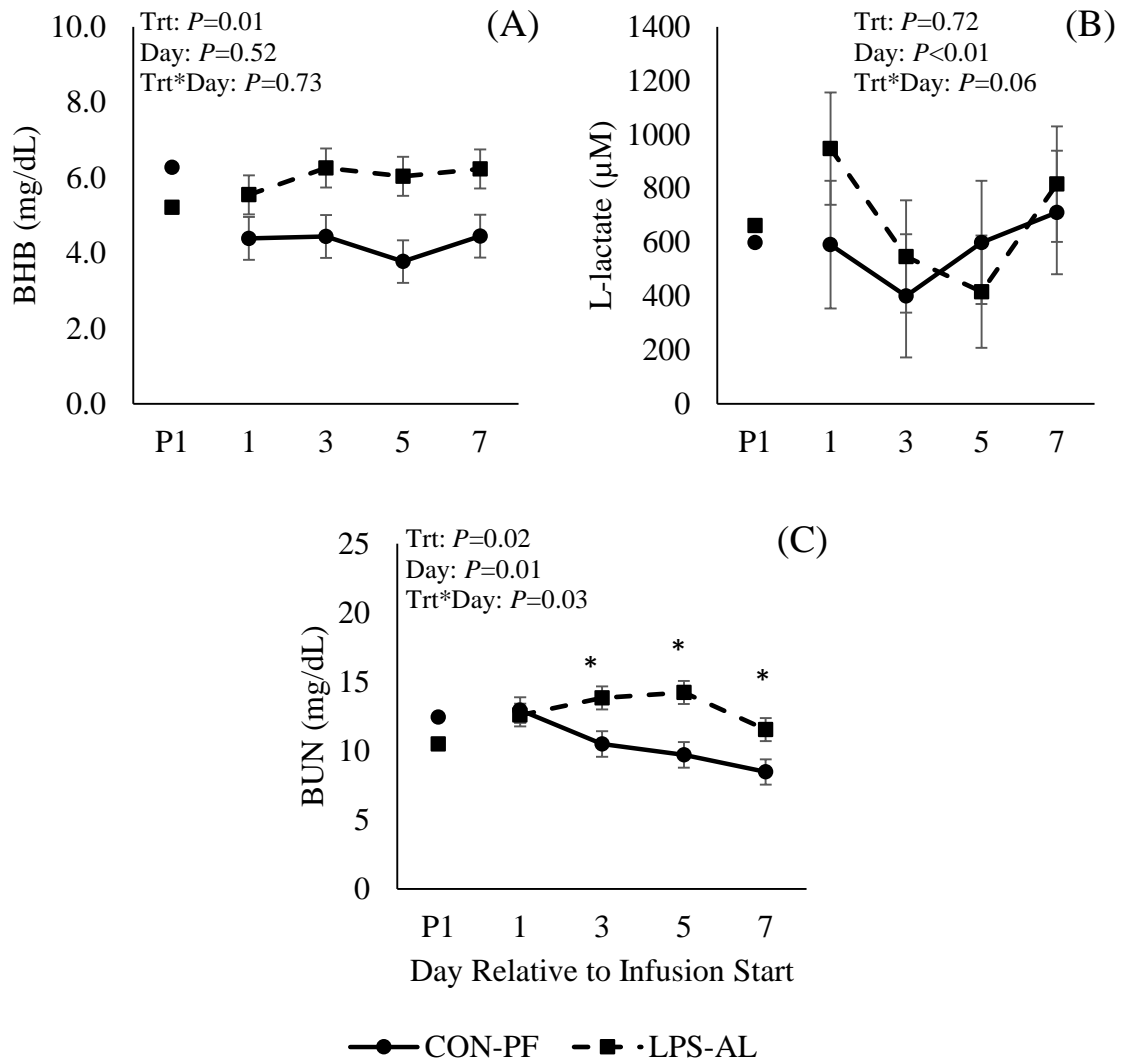 (A)
Trt: P=0.01
Day: P=0.52
Trt*Day: P=0.73
BHB (mg/dL)
10.0
8.0
6.0
4.0
2.0
0.0
P1 1 3 5 7
(B)
Trt: P=0.72
Day: P<0.01
Trt*Day: P=0.06
L-lactate (µM)
1400
1200
1000
800
600
400
200
0
P1 1 3 5 7
(C)
Trt: P=0.02
Day: P=0.01
Trt*Day: P=0.03
BUN (mg/dL)
25
20
15
10
5
0
* * *
P1 1 3 5 7
Day Relative to Infusion Start
CON-PF LPS-AL